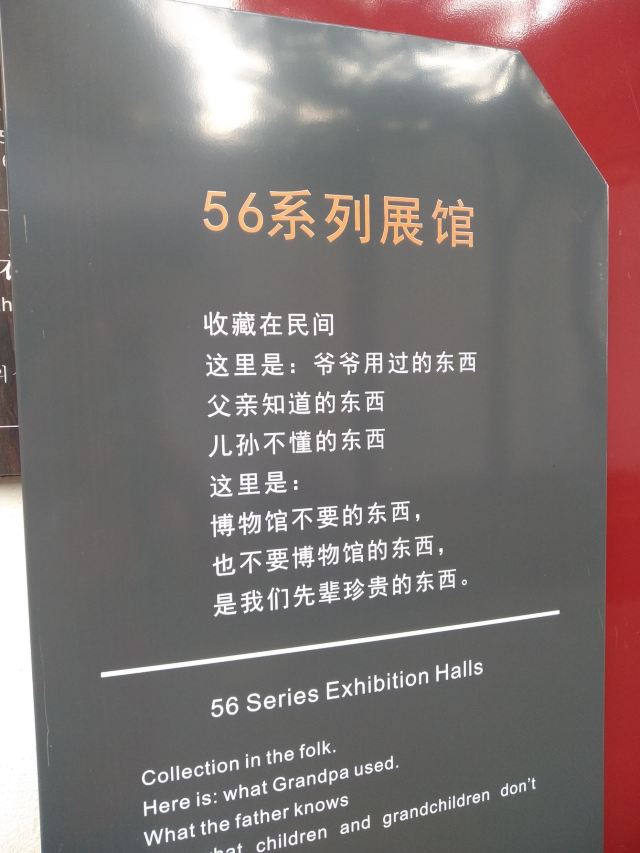 56系列展馆
收藏在民间
这里是：爷爷用过的东西
父亲知道的东西
儿孙不懂的东西
这里是：
博物馆不要的东西，
也不要博物馆的东西，
是我们先辈珍贵的东西。
56 Series Exhibition Halls
Collection in the folk.
Here is: what Grandpa used.
What the father knows
children and grandchildren don't